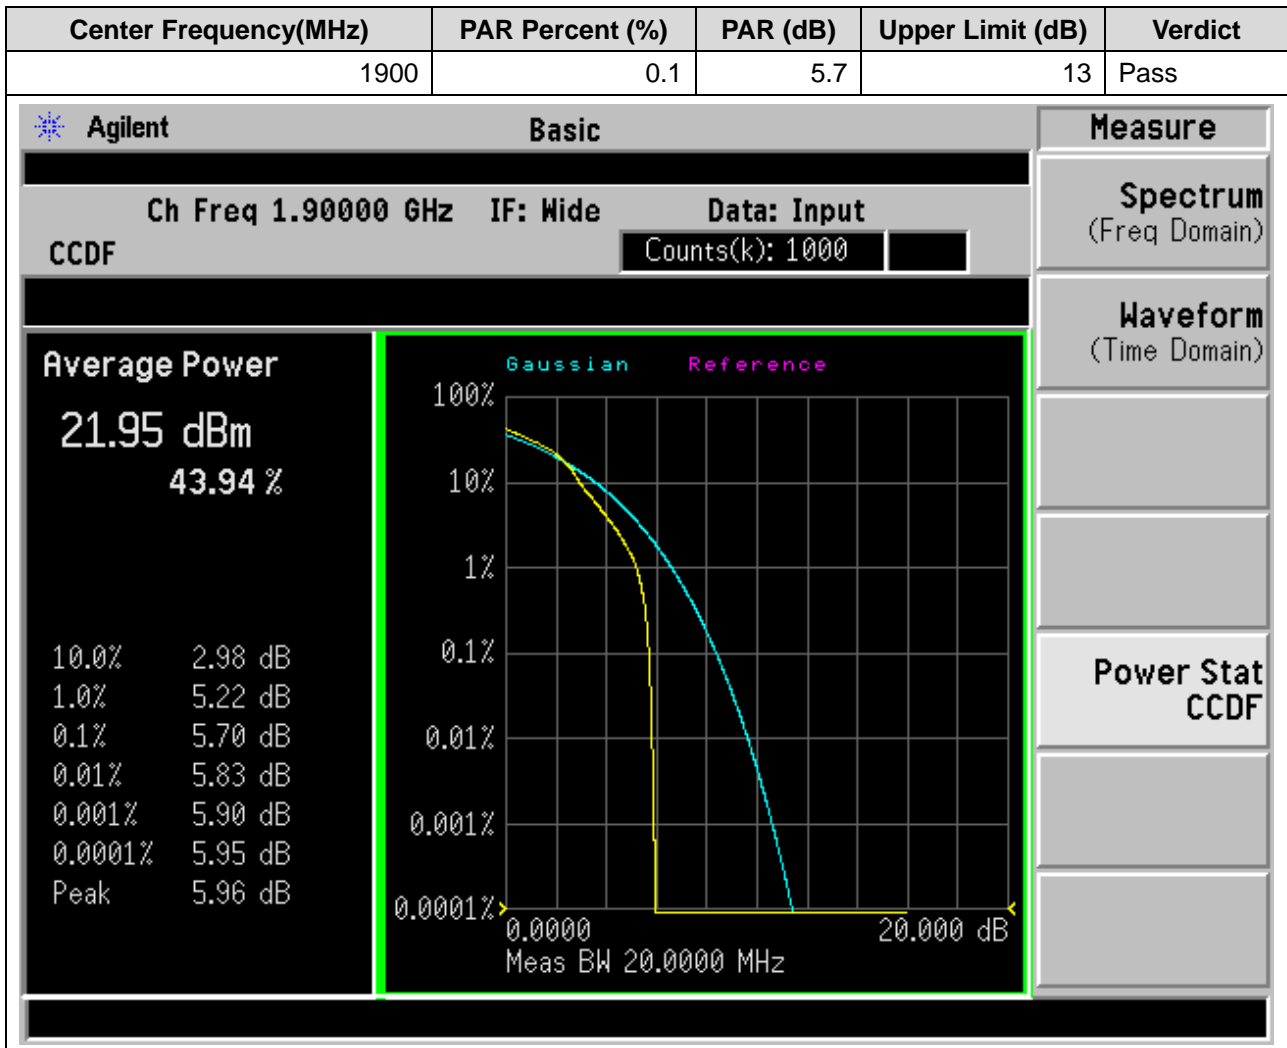 Center Frequency(MHz) PAR Percent (%) PAR (dB) Upper Limit (dB) Verdict
1900 0.1 5.7 13 Pass
Agilent Basic Measure
Ch Freq 1.90000 GHz IF: Wide Data: Input
CCDF Counts(k): 1000
Average Power
21.95 dBm
43.94 %
10.0% 2.98 dB
1.0% 5.22 dB
0.1% 5.70 dB
0.01% 5.83 dB
0.001% 5.90 dB
0.0001% 5.95 dB
Peak 5.96 dB
Gaussian Reference
100%
10%
1%
0.1%
0.01%
0.001%
0.0001%
0.0000 20.000 dB
Meas BW 20.0000 MHz
Spectrum
(Freq Domain)
Waveform
(Time Domain)
Power Stat
CCDF